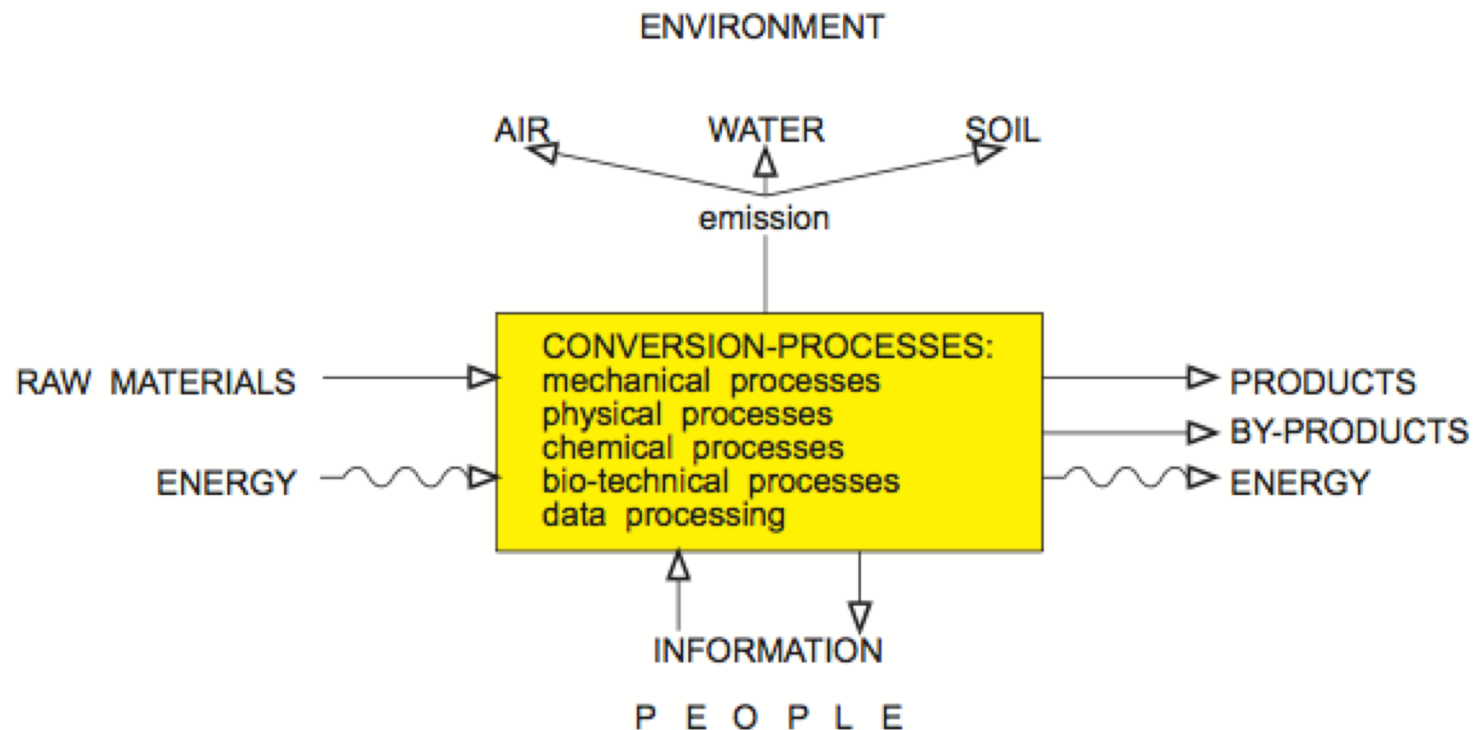 ENVIRONMENT
AIR
WATER
SOIL
emission
CONVERSION-PROCESSES:
mechanical processes
physical processes
chemical processes
bio-technical processes
data processing
RAW MATERIALS
ENERGY
PRODUCTS
BY-PRODUCTS
ENERGY
INFORMATION
P E O P L E